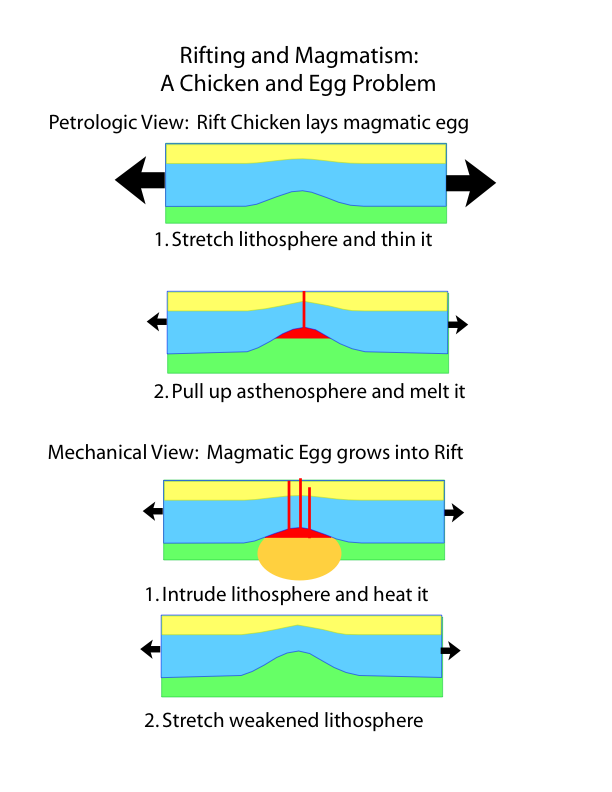 Rifting and Magmatism:
A Chicken and Egg Problem
Petrologic View: Rift Chicken lays magmatic egg
1. Stretch lithosphere and thin it
2. Pull up asthenosphere and melt it
Mechanical View: Magmatic Egg grows into Rift
1. Intrude lithosphere and heat it
2. Stretch weakened lithosphere